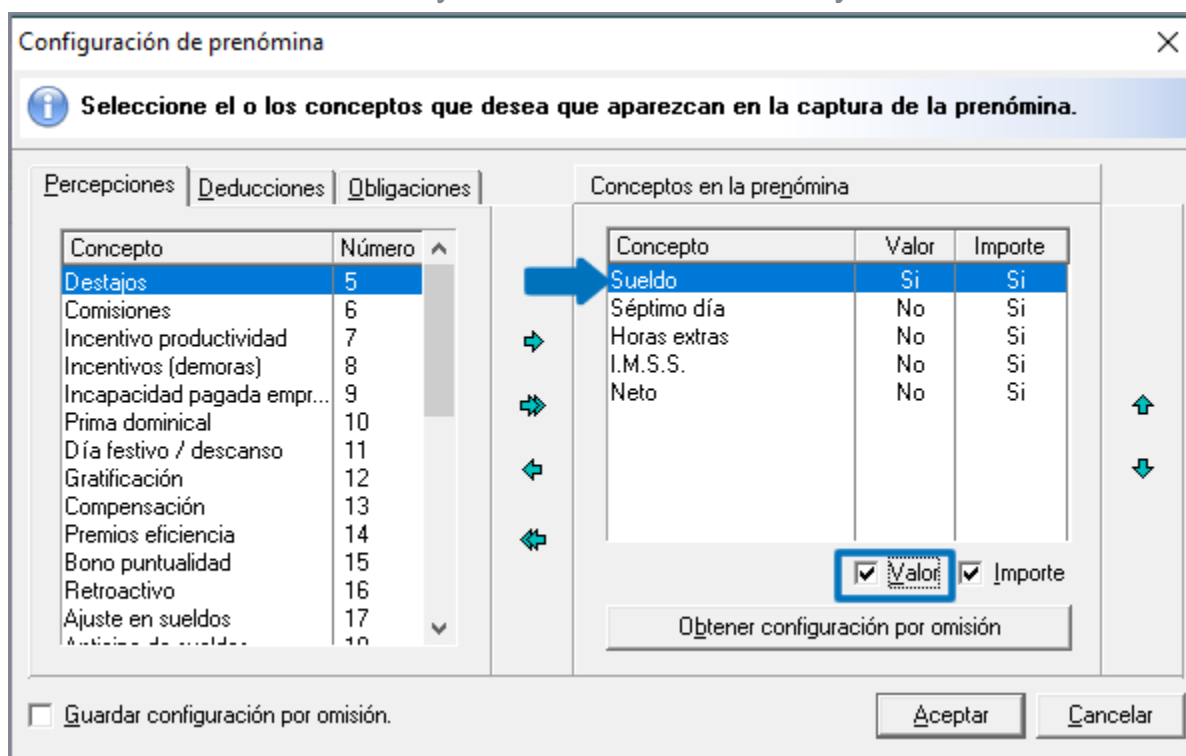 Configuración de prenómina
Seleccione el o los conceptos que desea que aparezcan en la captura de la prenómina.
Percepciones Deducciones Obligaciones
Concepto Número
Destajos 5
Comisiones 6
Incentivo productividad 7
Incentivos (demoras) 8
Incapacidad pagada empr... 9
Prima dominical 10
Día festivo / descanso 11
Gratificación 12
Compensación 13
Premios eficiencia 14
Bono puntualidad 15
Retroactivo 16
Ajuste en sueldos 17
Conceptos en la prenómina
Concepto Valor Importe
Sueldo Si Si
Séptimo día No Si
Horas extras No Si
I.M.S.S. No Si
Neto No Si
Valor Importe
Obtener configuración por omisión
Guardar configuración por omisión.
Aceptar Cancelar